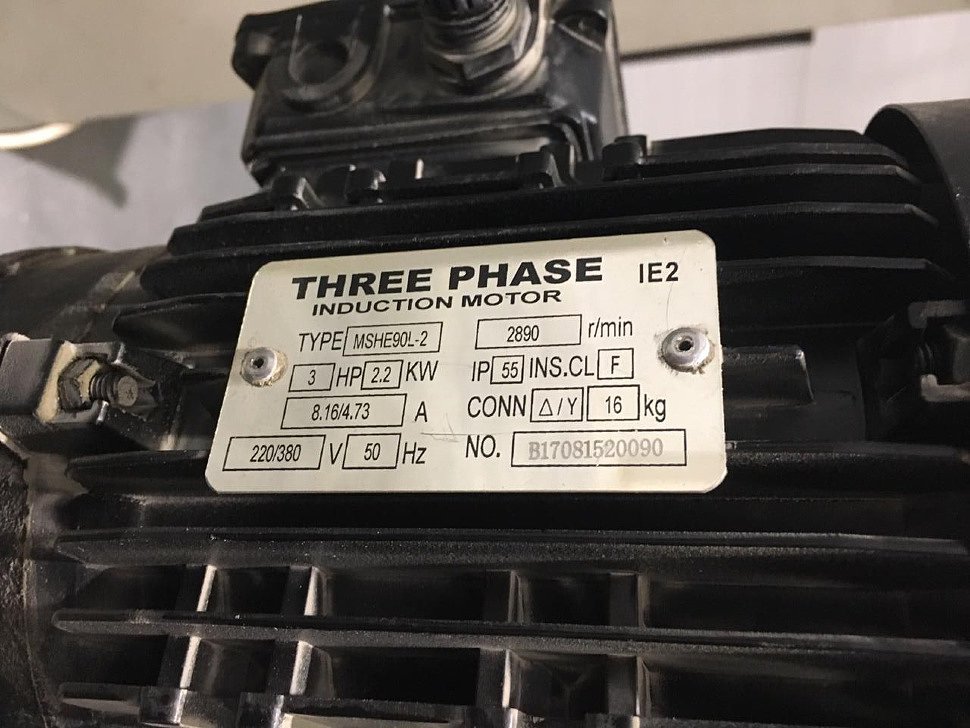 THREE PHASE IE2
INDUCTION MOTOR
TYPE MSHE90L-2 2890 r/min
3 HP 2.2 KW IP 55 INS.CL F
8.16/4.73 A CONN △/Y 16 kg
220/380 V 50 Hz NO. B17081520090